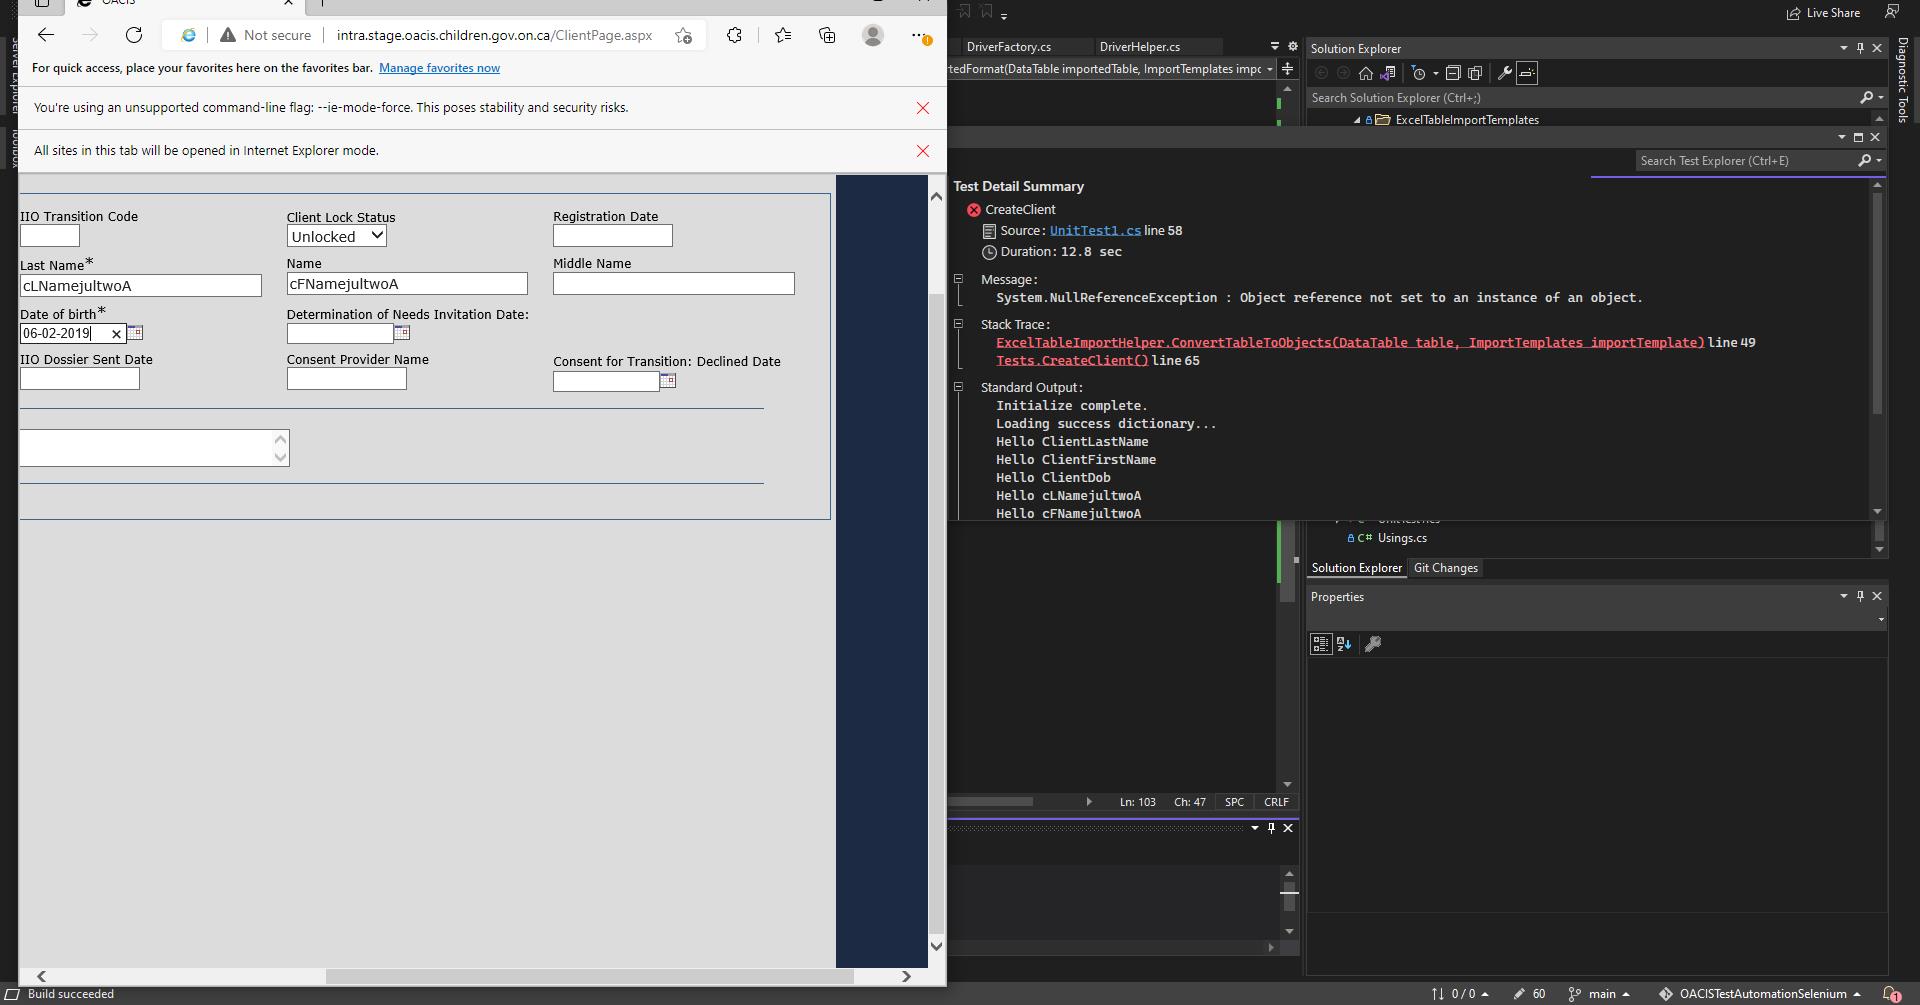 OACIS
Not secure
intra.stage.oacis.children.gov.on.ca/ClientPage.aspx
For quick access, place your favorites here on the favorites bar. Manage favorites now
You're using an unsupported command-line flag: --ie-mode-force. This poses stability and security risks.
All sites in this tab will be opened in Internet Explorer mode.
IIO Transition Code
Client Lock Status
Registration Date
Unlocked
Last Name*
Name
Middle Name
cLNamejultwoA
cFNamejultwoA
Date of birth*
Determination of Needs Invitation Date:
06-02-2019
IIO Dossier Sent Date
Consent Provider Name
Consent for Transition: Declined Date
Live Share
DriverFactory.cs
DriverHelper.cs
rtedFormat(DataTable importedTable, ImportTemplates impo
Solution Explorer
Search Solution Explorer (Ctrl+;)
ExcelTableImportTemplates
Diagnostic Tools
Search Test Explorer (Ctrl+E)
Test Detail Summary
CreateClient
Source: UnitTest1.cs line 58
Duration: 12.8 sec
Message:
System.NullReferenceException : Object reference not set to an instance of an object.
Stack Trace:
ExcelTableImportHelper.ConvertTableToObjects(DataTable table, ImportTemplates importTemplate) line 49
Tests.CreateClient() line 65
Standard Output:
Initialize complete.
Loading success dictionary...
Hello ClientLastName
Hello ClientFirstName
Hello ClientDob
Hello cLNamejultwoA
Hello cFNamejultwoA
C# Usings.cs
Solution Explorer
Git Changes
Properties
Ln: 103
Ch: 47
SPC
CRLF
Build succeeded
0 / 0
60
main
OACISTestAutomationSelenium
1